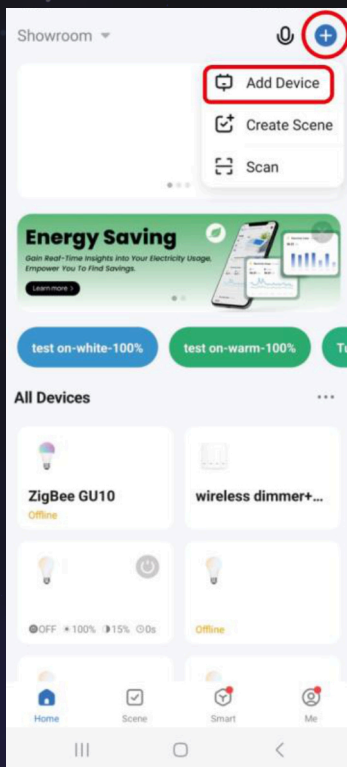 Showroom
Add Device
Create Scene
Scan
Energy Saving
Gain Real-Time Insights Into Your Electricity Usage,
Empower You To Find Savings.
Learn more >
test on-white-100%
test on-warm-100%
Tu
All Devices
ZigBee GU10
Offline
wireless dimmer+...
OFF 100% 15% 0s
Offline
Home
Scene
Smart
Me